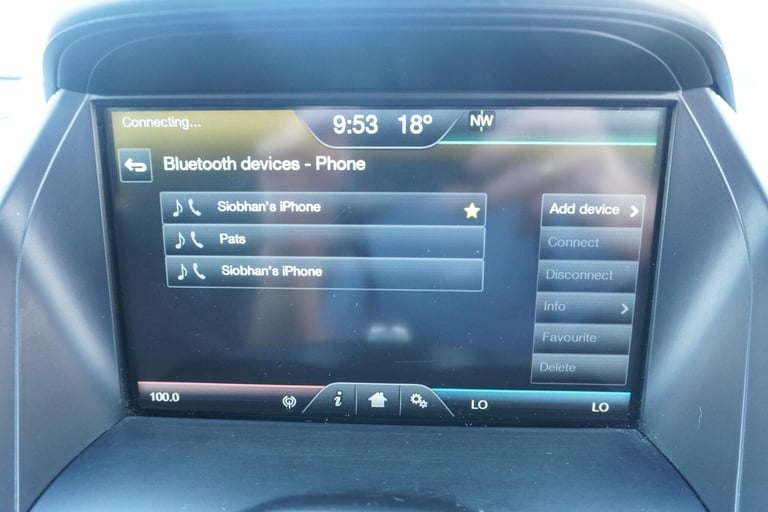 Connecting...
9:53 18° NW
Bluetooth devices - Phone
Siobhan's iPhone
Pats
Siobhan's iPhone
Add device
Connect
Disconnect
Info
Favourite
Delete
100.0
i
LO
LO